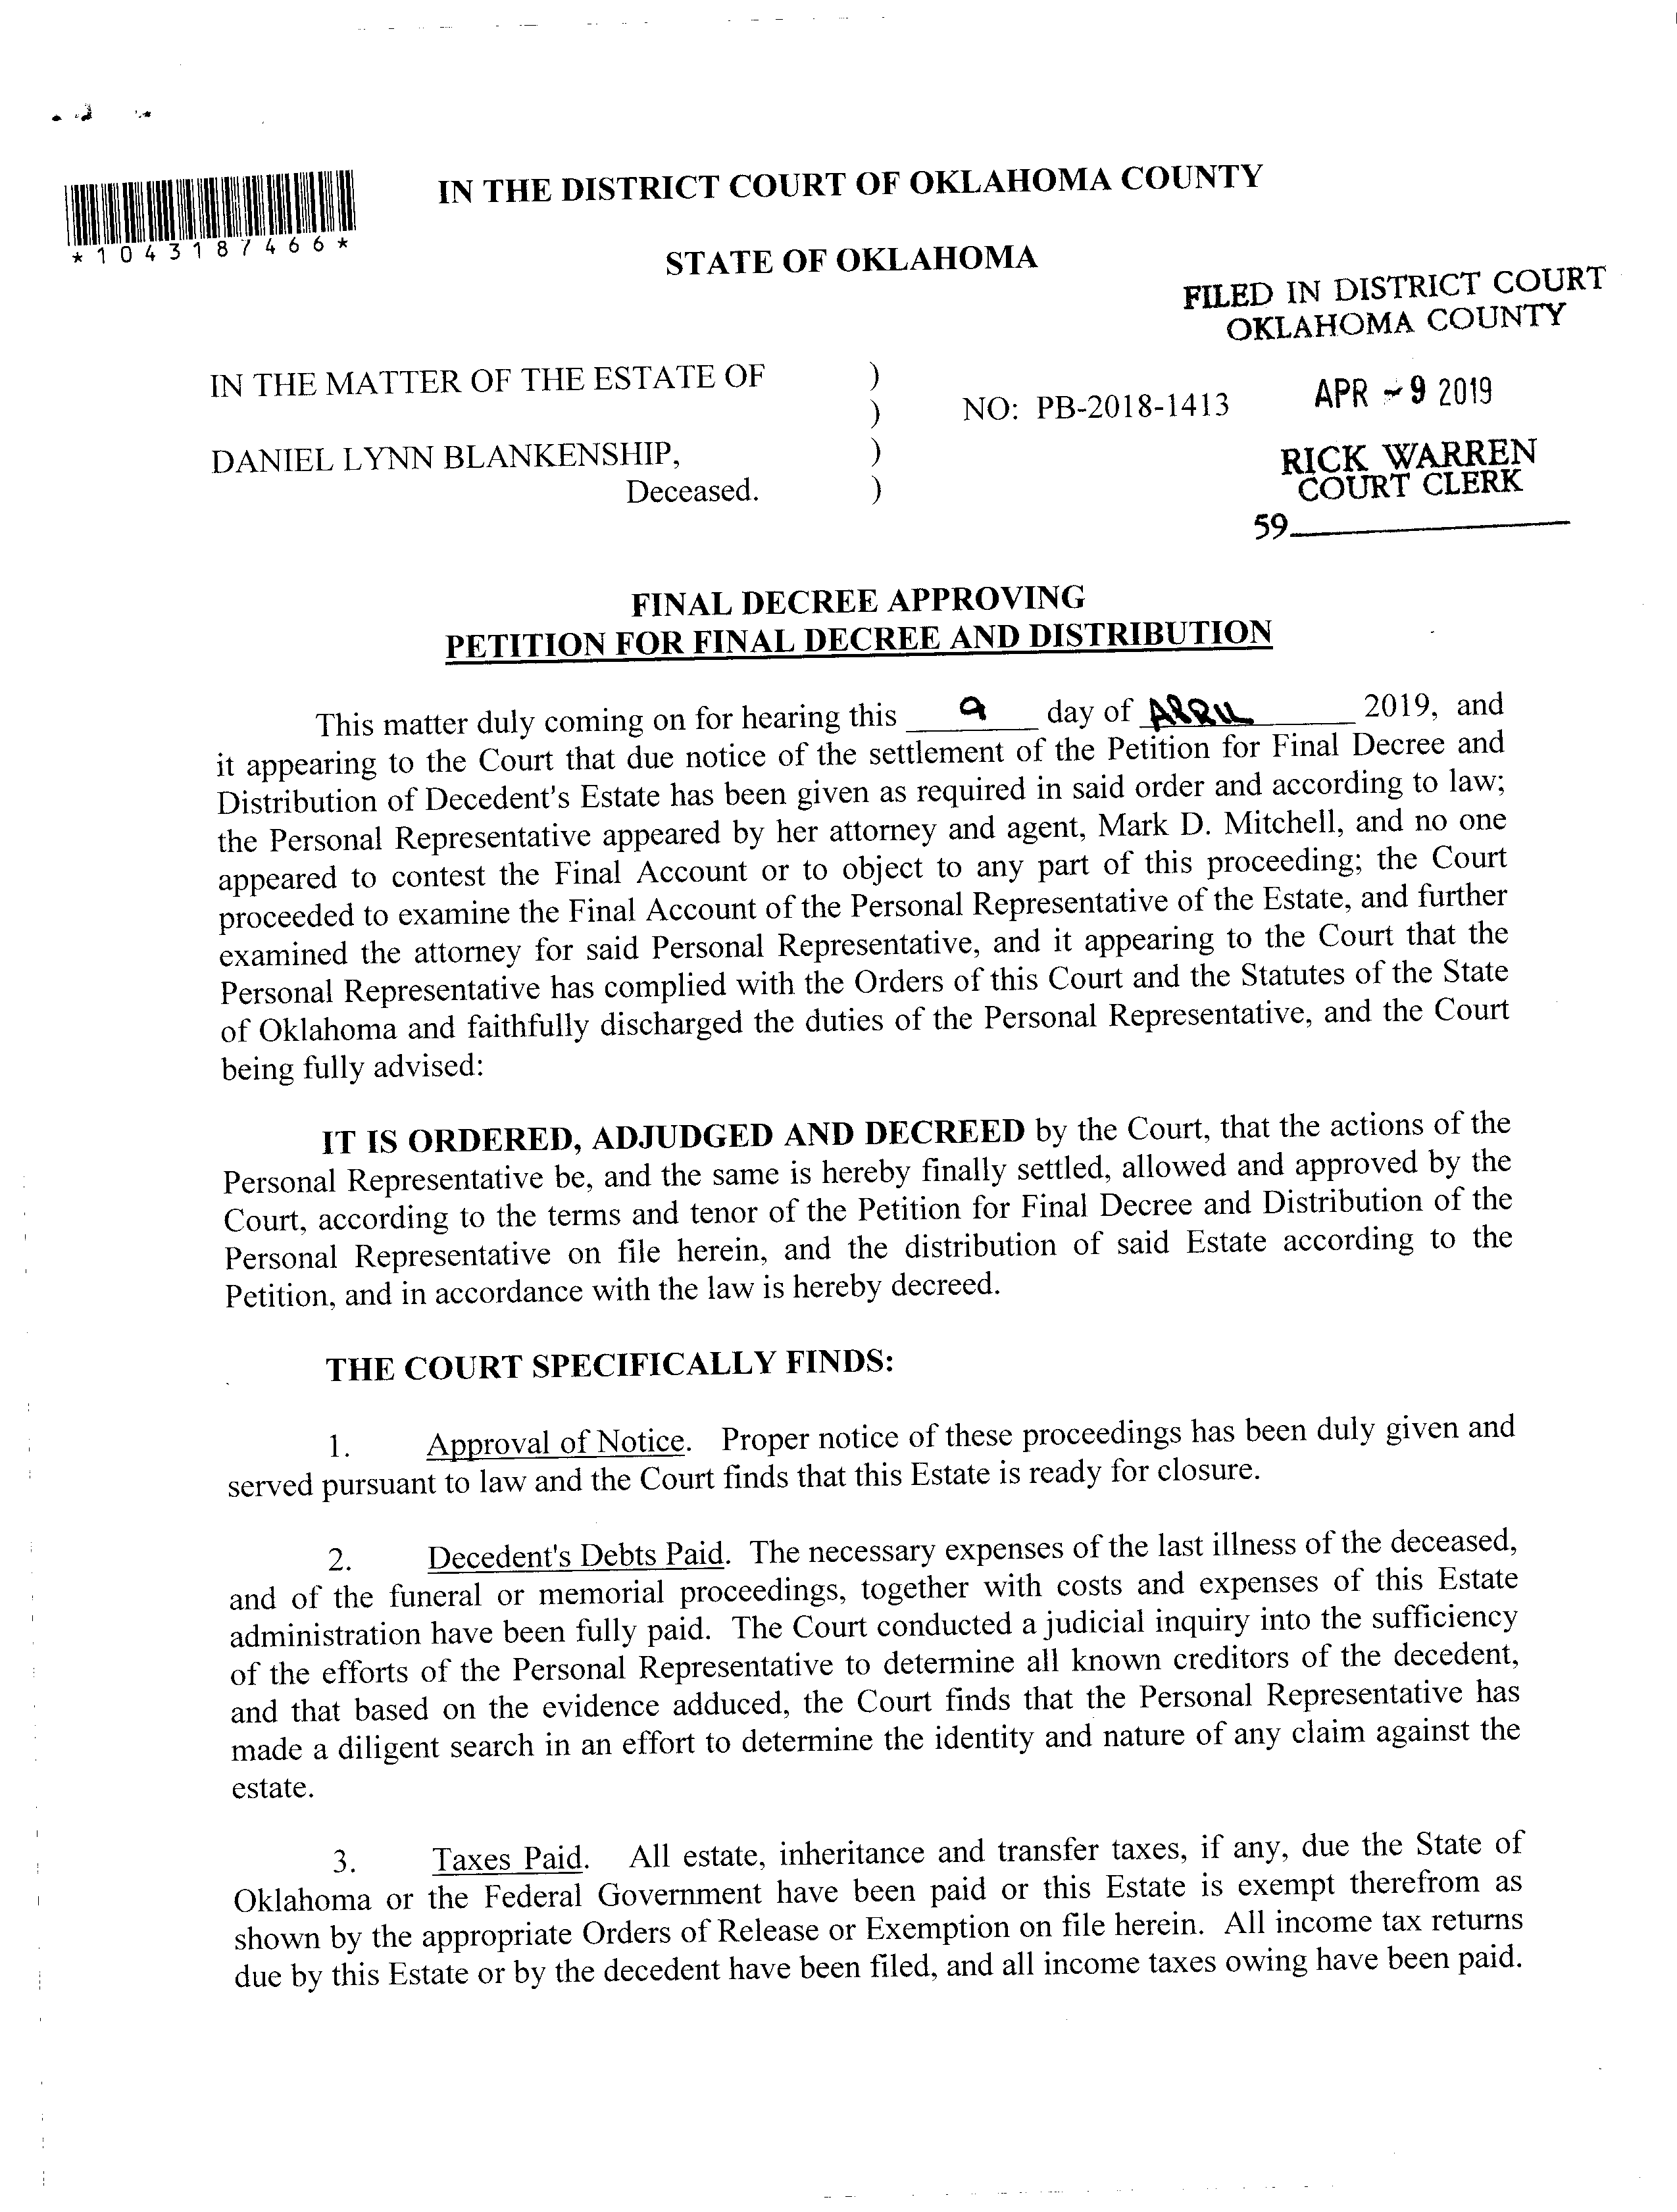 IN THE DISTRICT COURT OF OKLAHOMA COUNTY
*1043187466*
STATE OF OKLAHOMA
FILED IN DISTRICT COURT
OKLAHOMA COUNTY
IN THE MATTER OF THE ESTATE OF )
) NO: PB-2018-1413 APR - 9 2019
DANIEL LYNN BLANKENSHIP, )
Deceased. )
RICK WARREN
COURT CLERK
59
FINAL DECREE APPROVING
PETITION FOR FINAL DECREE AND DISTRIBUTION
This matter duly coming on for hearing this 9 day of APRIL 2019, and
it appearing to the Court that due notice of the settlement of the Petition for Final Decree and
Distribution of Decedent's Estate has been given as required in said order and according to law;
the Personal Representative appeared by her attorney and agent, Mark D. Mitchell, and no one
appeared to contest the Final Account or to object to any part of this proceeding; the Court
proceeded to examine the Final Account of the Personal Representative of the Estate, and further
examined the attorney for said Personal Representative, and it appearing to the Court that the
Personal Representative has complied with the Orders of this Court and the Statutes of the State
of Oklahoma and faithfully discharged the duties of the Personal Representative, and the Court
being fully advised:
IT IS ORDERED, ADJUDGED AND DECREED by the Court, that the actions of the
Personal Representative be, and the same is hereby finally settled, allowed and approved by the
Court, according to the terms and tenor of the Petition for Final Decree and Distribution of the
Personal Representative on file herein, and the distribution of said Estate according to the
Petition, and in accordance with the law is hereby decreed.
THE COURT SPECIFICALLY FINDS:
1. Approval of Notice. Proper notice of these proceedings has been duly given and
served pursuant to law and the Court finds that this Estate is ready for closure.
2. Decedent's Debts Paid. The necessary expenses of the last illness of the deceased,
and of the funeral or memorial proceedings, together with costs and expenses of this Estate
administration have been fully paid. The Court conducted a judicial inquiry into the sufficiency
of the efforts of the Personal Representative to determine all known creditors of the decedent,
and that based on the evidence adduced, the Court finds that the Personal Representative has
made a diligent search in an effort to determine the identity and nature of any claim against the
estate.
3. Taxes Paid. All estate, inheritance and transfer taxes, if any, due the State of
Oklahoma or the Federal Government have been paid or this Estate is exempt therefrom as
shown by the appropriate Orders of Release or Exemption on file herein. All income tax returns
due by this Estate or by the decedent have been filed, and all income taxes owing have been paid.